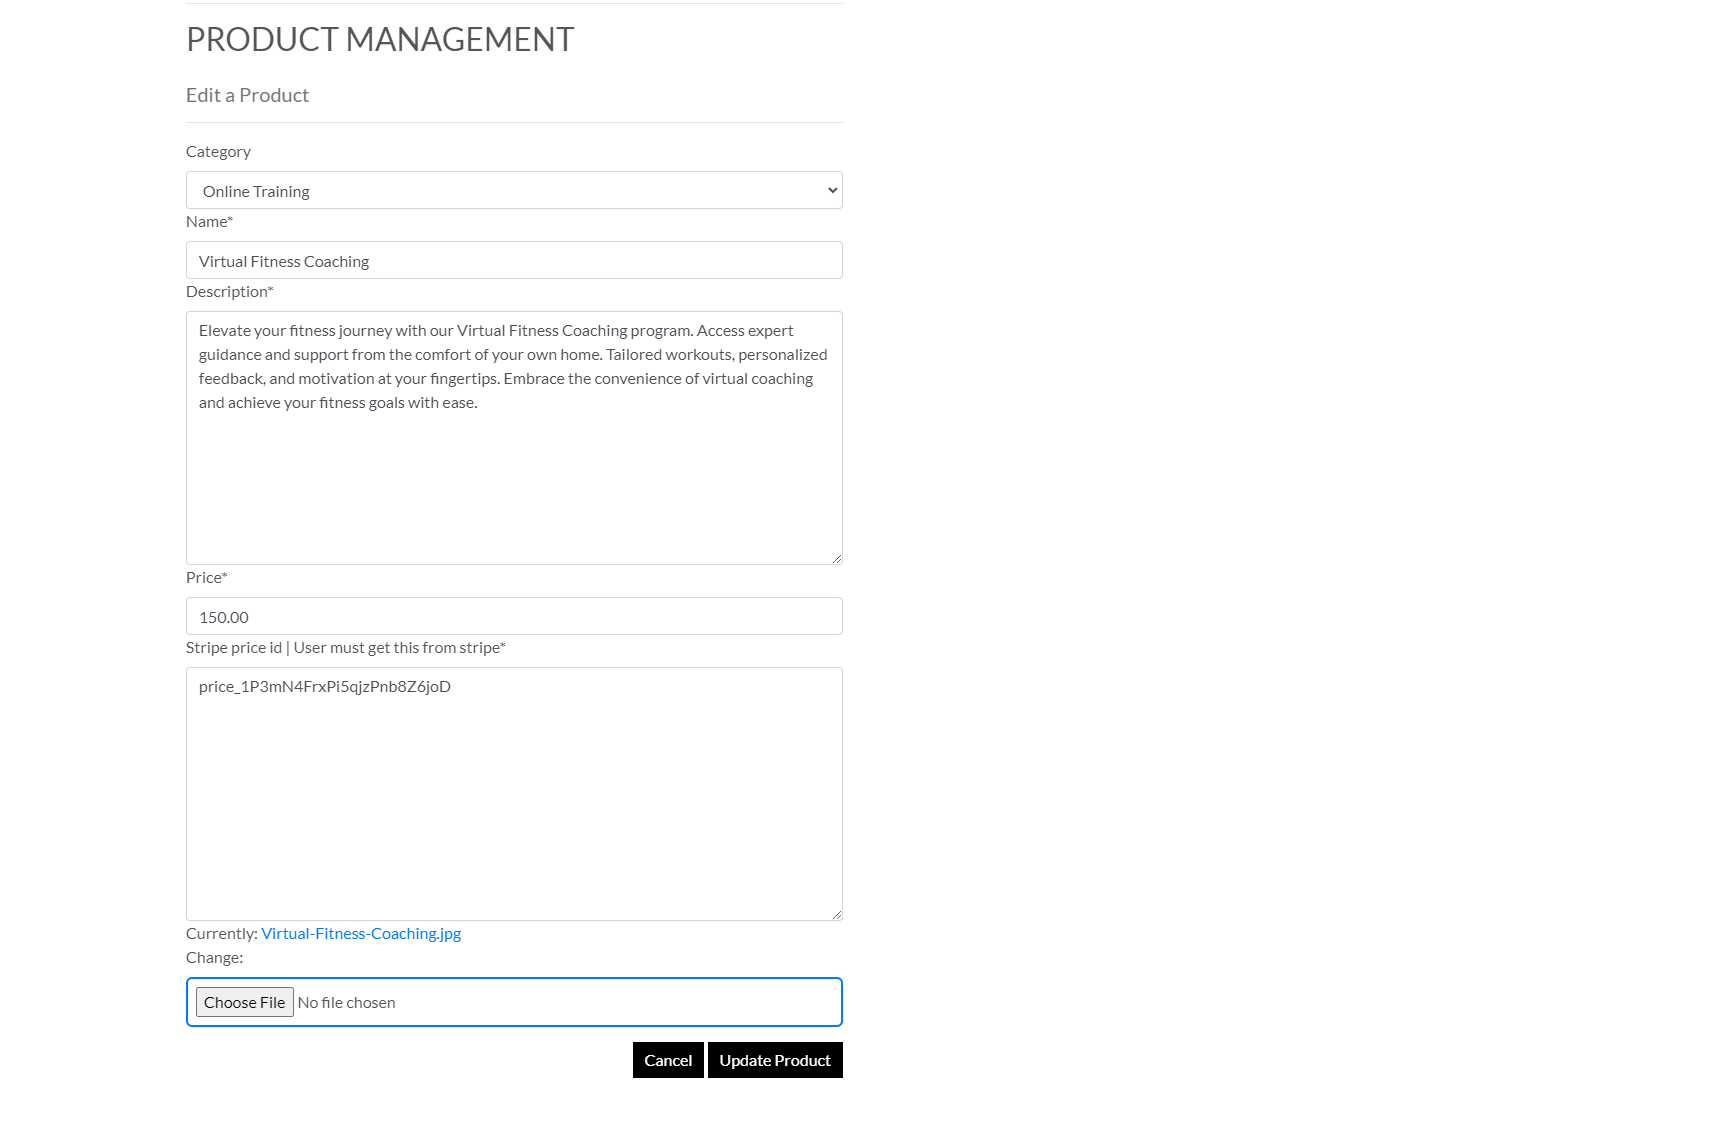 PRODUCT MANAGEMENT
Edit a Product
Category
Online Training
Name*
Virtual Fitness Coaching
Description*
Elevate your fitness journey with our Virtual Fitness Coaching program. Access expert
guidance and support from the comfort of your own home. Tailored workouts, personalized
feedback, and motivation at your fingertips. Embrace the convenience of virtual coaching
and achieve your fitness goals with ease.
Price*
150.00
Stripe price id | User must get this from stripe*
price_1P3mN4FrxPi5qjzPnb8Z6joD
Currently: Virtual-Fitness-Coaching.jpg
Change:
Choose File No file chosen
Cancel Update Product